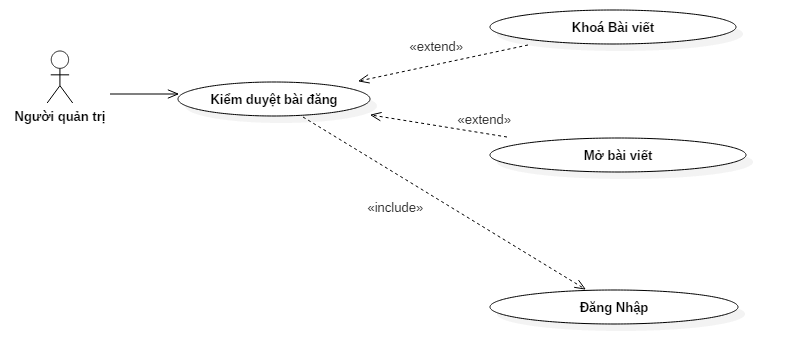 Khoá Bài viết
«extend»
Kiểm duyệt bài đăng
Người quản trị
«extend»
Mở bài viết
«include»
Đăng Nhập